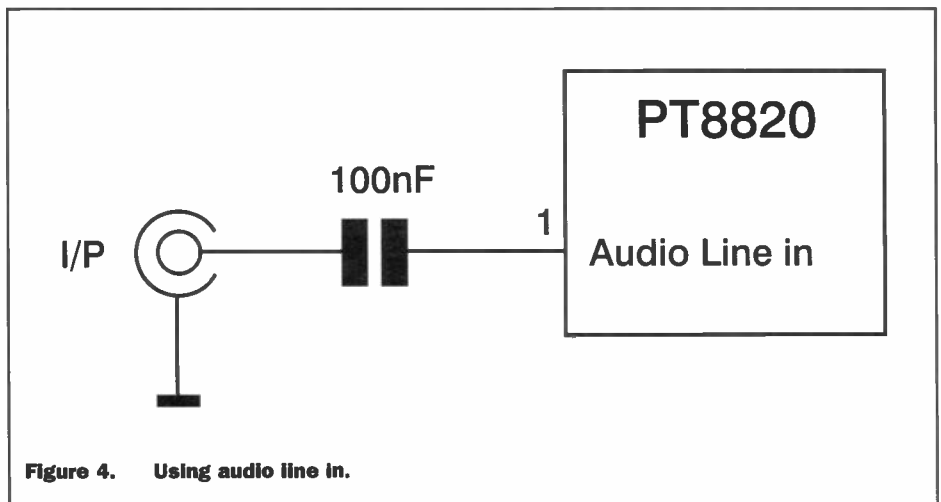 PT8820
100nF
I/P
1
Audio Line in
Figure 4. Using audio line in.